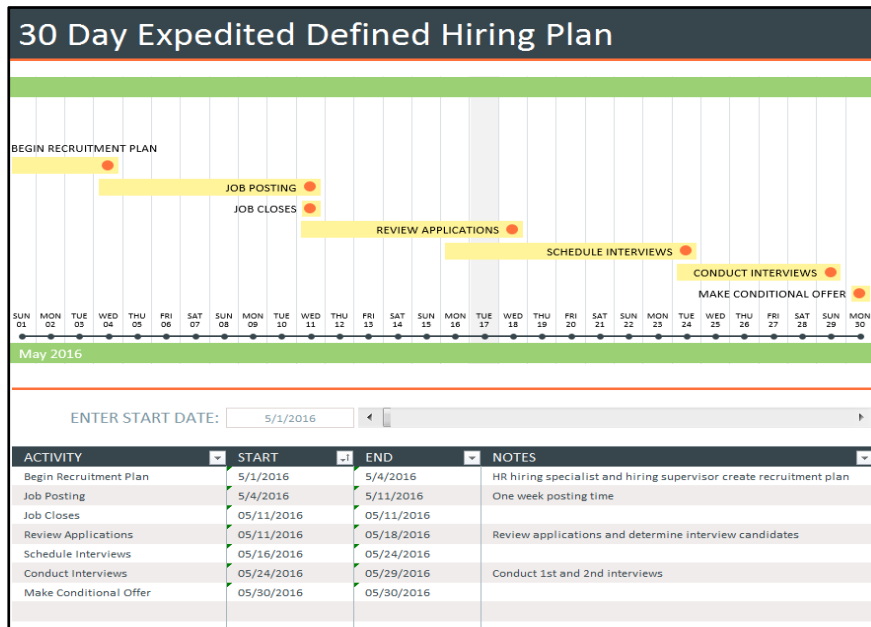 30 Day Expedited Defined Hiring Plan
BEGIN RECRUITMENT PLAN
JOB POSTING
JOB CLOSES
REVIEW APPLICATIONS
SCHEDULE INTERVIEWS
CONDUCT INTERVIEWS
MAKE CONDITIONAL OFFER
SUN MON TUE WED THU FRI SAT SUN MON TUE WED THU FRI SAT SUN MON TUE WED THU FRI SAT SUN MON TUE WED THU FRI SAT SUN MON
01 02 03 04 05 06 07 08 09 10 11 12 13 14 15 16 17 18 19 20 21 22 23 24 25 26 27 28 29 30
May 2016
ENTER START DATE: 5/1/2016
ACTIVITY START END NOTES
Begin Recruitment Plan 5/1/2016 5/4/2016 HR hiring specialist and hiring supervisor create recruitment plan
Job Posting 5/4/2016 5/11/2016 One week posting time
Job Closes 05/11/2016 05/11/2016
Review Applications 05/11/2016 05/18/2016 Review applications and determine interview candidates
Schedule Interviews 05/16/2016 05/24/2016
Conduct Interviews 05/24/2016 05/29/2016 Conduct 1st and 2nd interviews
Make Conditional Offer 05/30/2016 05/30/2016